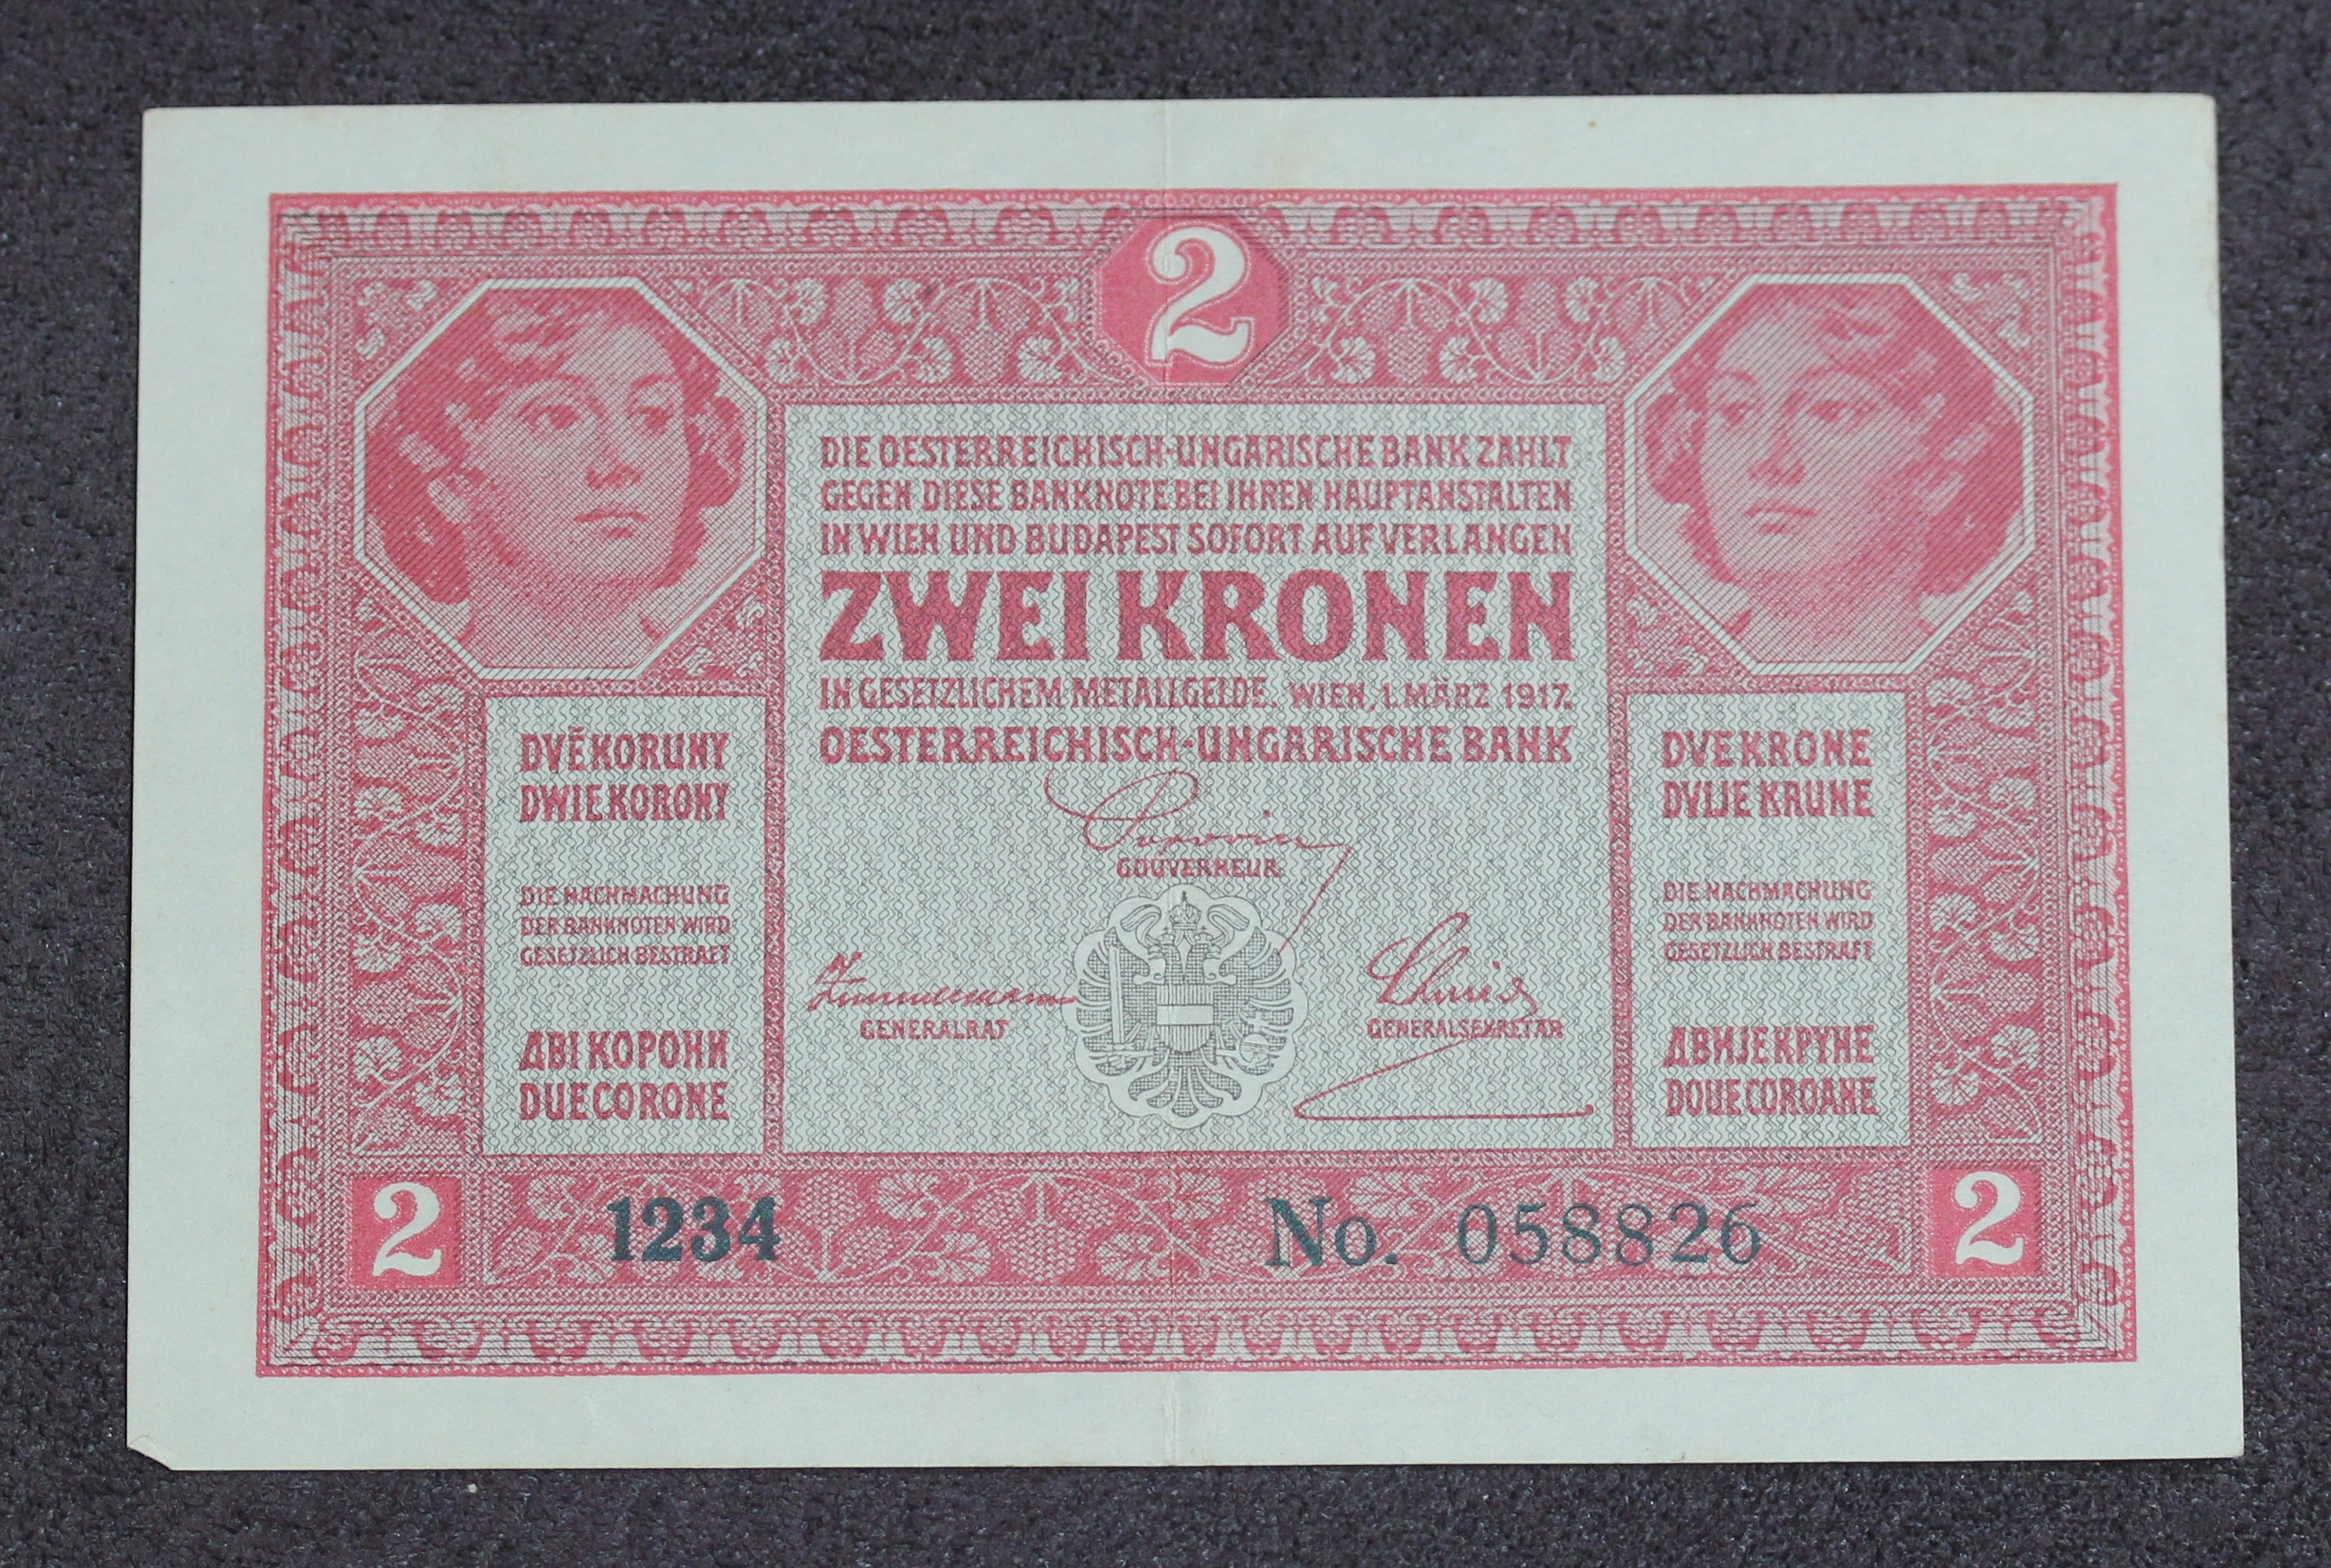 2
DIE OESTERREICHISCH-UNGARISCHE BANK ZAHLT
GEGEN DIESE BANKNOTE BEI IHREN HAUPTANSTALTEN
IN WIEN UND BUDAPEST SOFORT AUF VERLANGEN
ZWEI KRONEN
IN GESETZLICHEM METALLGELDE. WIEN, 1. MÄRZ 1917.
OESTERREICHISCH-UNGARISCHE BANK
GOUVERNEUR
GENERALRAT
GENERALSEKRETÄR
DVĚ KORUNY
DWIE KORONY
DIE NACHMACHUNG
DER BANKNOTEN WIRD
GESETZLICH BESTRAFT
ДВІ КОРОНИ
DUE CORONE
DVE KRONE
DVIJE KRUNE
DIE NACHMACHUNG
DER BANKNOTEN WIRD
GESETZLICH BESTRAFT
ДВИЈЕ КРУНЕ
DOUE COROANE
2
1234
No. 058826
2